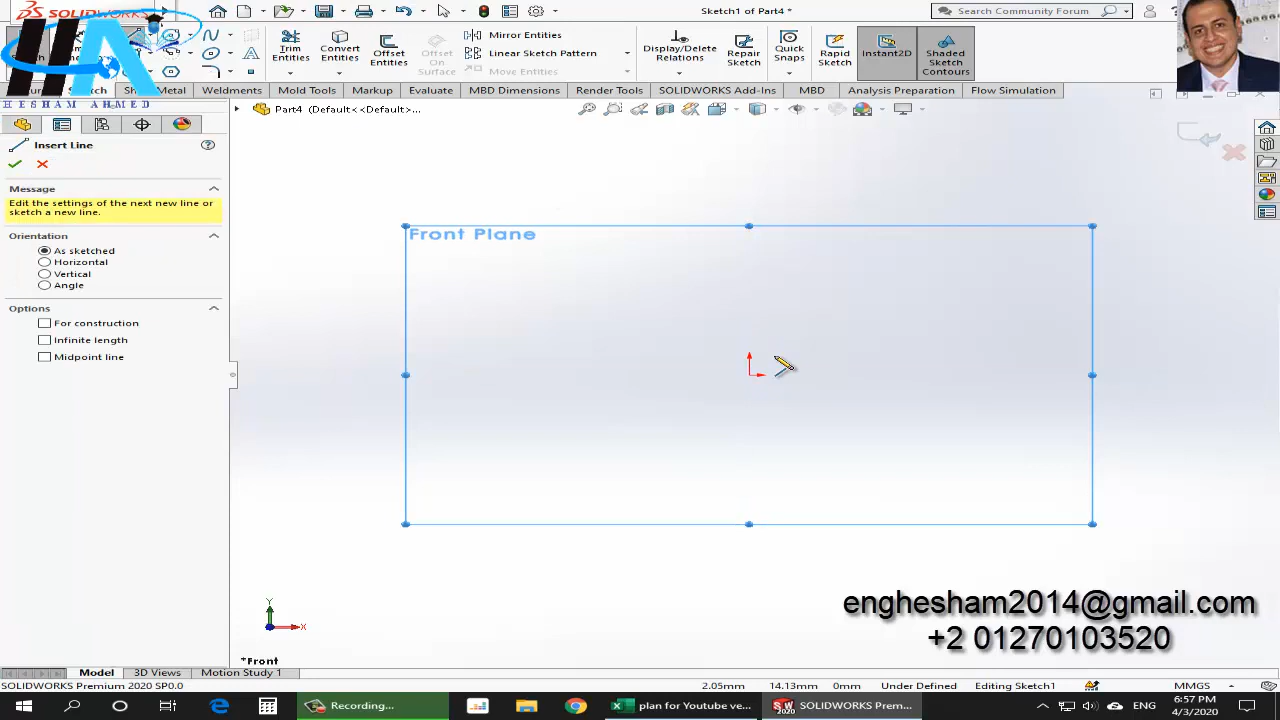 SOLIDWORKS
Sketch1 of Part4 *
Search Community Forum
Trim Entities
Convert Entities
Offset Entities
Offset On Surface
Mirror Entities
Linear Sketch Pattern
Move Entities
Display/Delete Relations
Repair Sketch
Quick Snaps
Rapid Sketch
Instant2D
Shaded Sketch Contours
HA
HESHAM AHMED
Sketch
Weldments
Mold Tools
Markup
Evaluate
MBD Dimensions
Render Tools
SOLIDWORKS Add-Ins
MBD
Analysis Preparation
Flow Simulation
Part4 (Default<<Default>...
Insert Line
Message
Edit the settings of the next new line or
sketch a new line.
Orientation
As sketched
Horizontal
Vertical
Angle
Options
For construction
Infinite length
Midpoint line
Front Plane
Y
X
*Front
enghesham2014@gmail.com
+2 01270103520
Model
3D Views
Motion Study 1
SOLIDWORKS Premium 2020 SP0.0
2.05mm
14.13mm
0mm
Under Defined
Editing Sketch1
MMGS
Recording...
plan for Youtube ve...
SOLIDWORKS Prem...
ENG
6:57 PM
4/3/2020